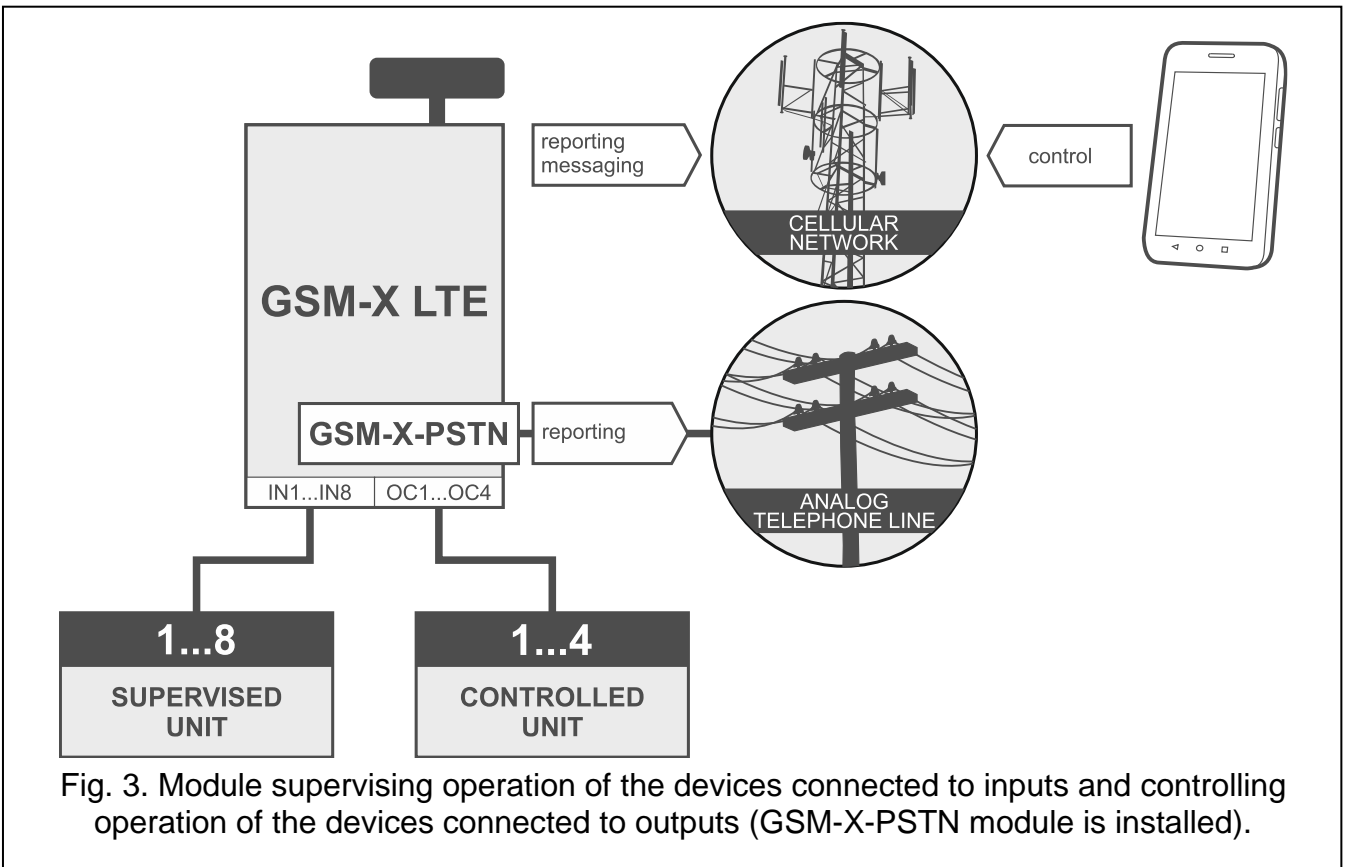 reporting
messaging
control
CELLULAR
NETWORK
GSM-X LTE
GSM-X-PSTN
reporting
IN1...IN8
OC1...OC4
ANALOG
TELEPHONE LINE
1...8
SUPERVISED
UNIT
1...4
CONTROLLED
UNIT
Fig. 3. Module supervising operation of the devices connected to inputs and controlling
operation of the devices connected to outputs (GSM-X-PSTN module is installed).